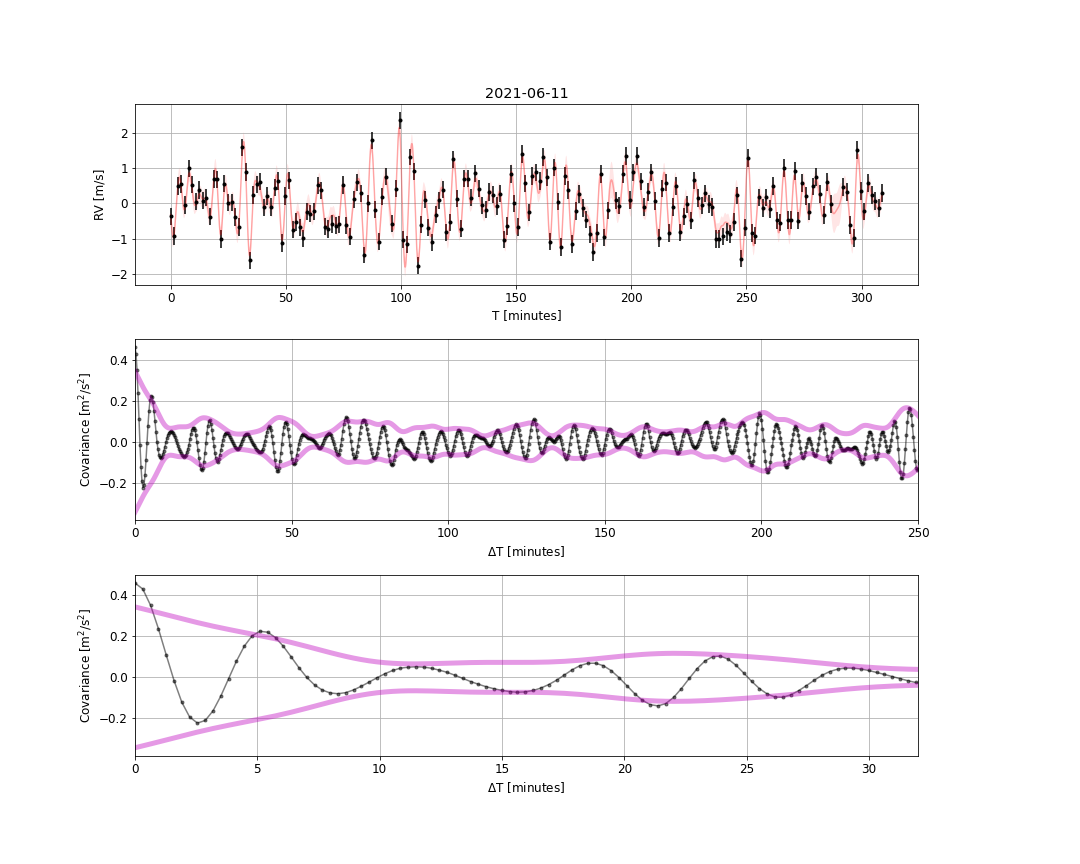 2021-06-11
2
1
0
−1
−2
RV [m/s]
0 50 100 150 200 250 300
T [minutes]
0.4
0.2
0.0
−0.2
Covariance [m²/s²]
0 50 100 150 200 250
ΔT [minutes]
0.4
0.2
0.0
−0.2
Covariance [m²/s²]
0 5 10 15 20 25 30
ΔT [minutes]